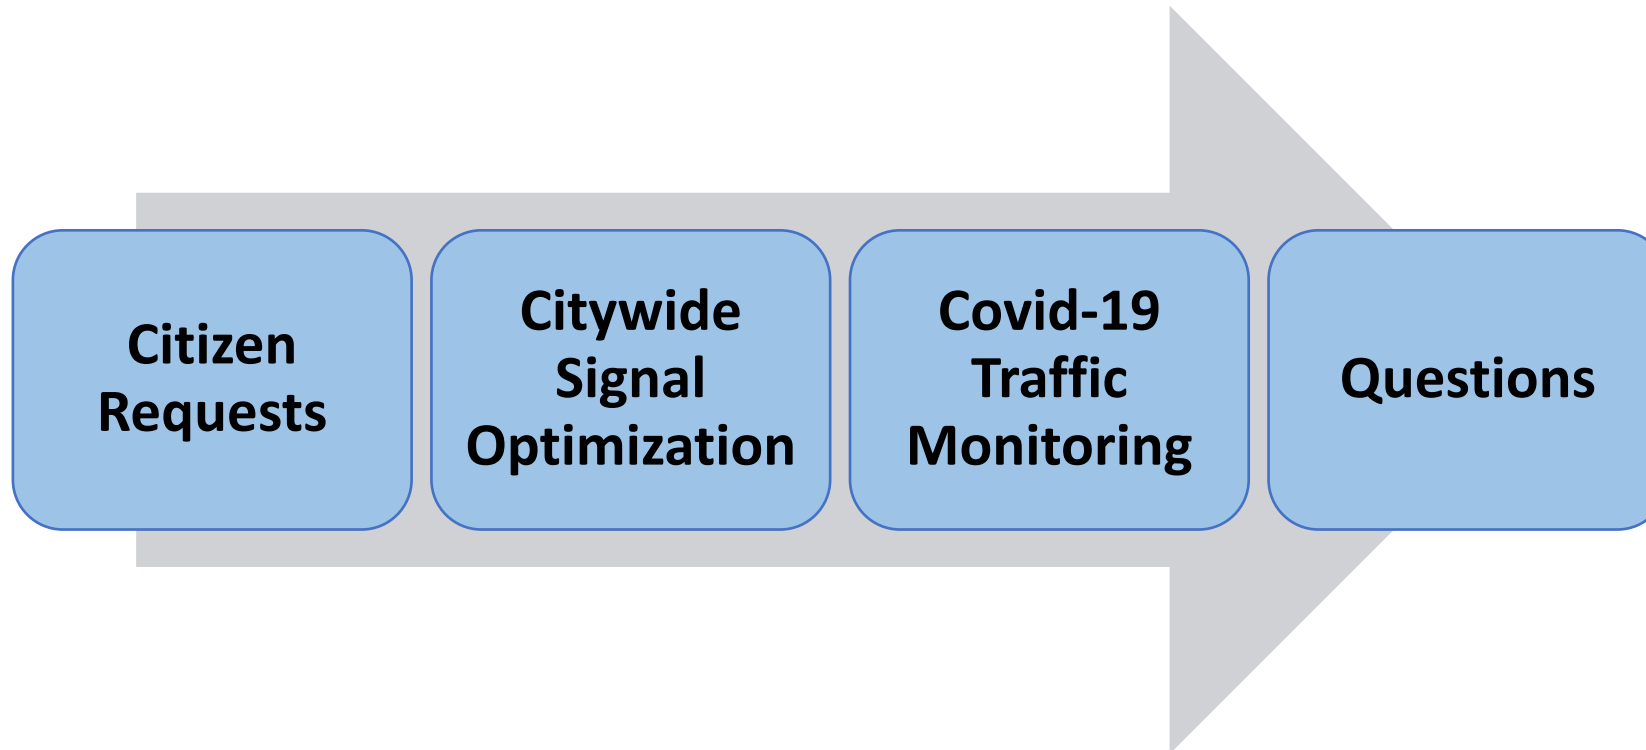 Citizen
Requests
Citywide
Signal
Optimization
Covid-19
Traffic
Monitoring
Questions